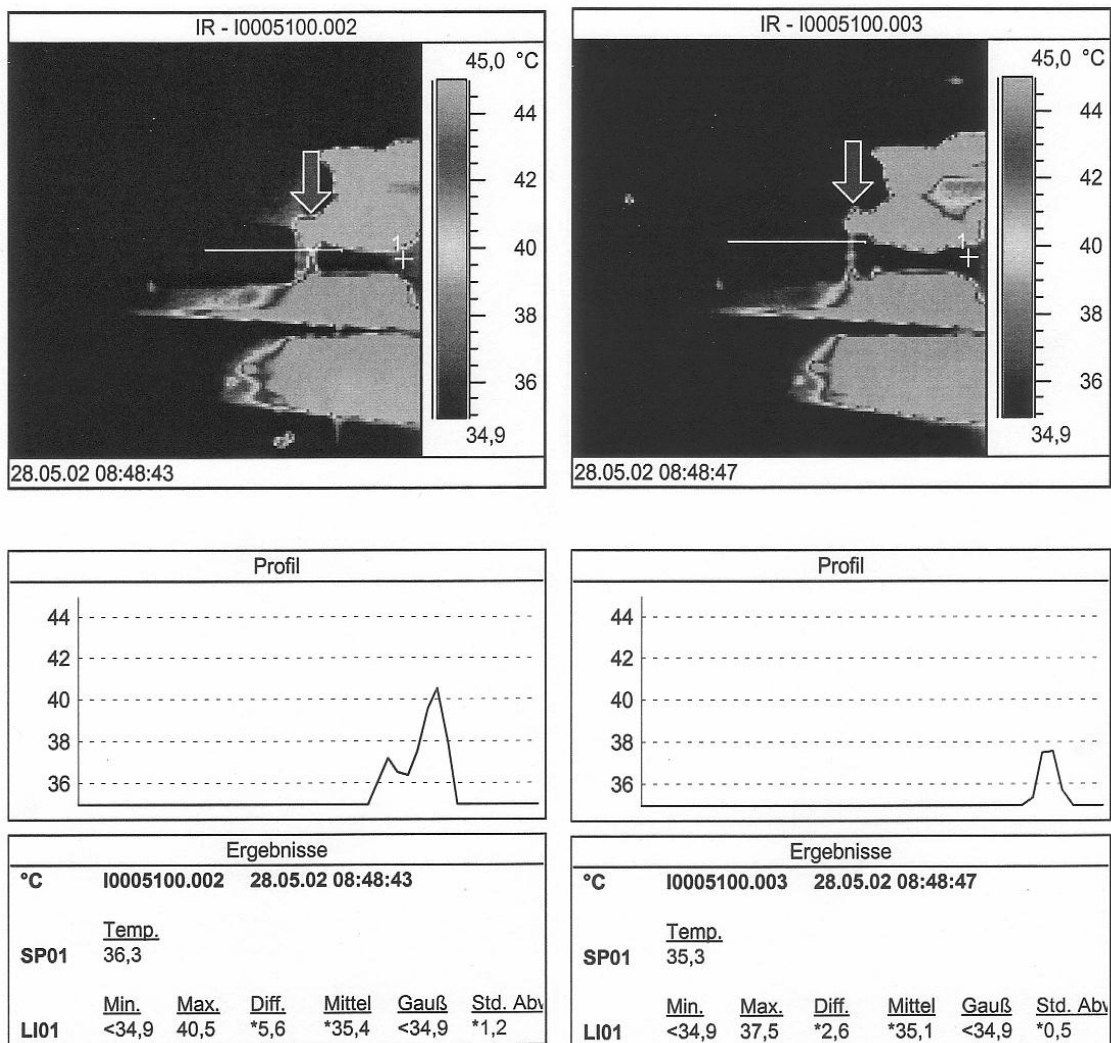 IR - I0005100.002
45,0 °C
44
42
40
38
36
34,9
1
28.05.02 08:48:43
IR - I0005100.003
45,0 °C
44
42
40
38
36
34,9
1
28.05.02 08:48:47
Profil
44
42
40
38
36
Profil
44
42
40
38
36
Ergebnisse
°C I0005100.002 28.05.02 08:48:43
Temp.
SP01 36,3
Min. Max. Diff. Mittel Gauß Std. Abw
LI01 <34,9 40,5 *5,6 *35,4 <34,9 *1,2
Ergebnisse
°C I0005100.003 28.05.02 08:48:47
Temp.
SP01 35,3
Min. Max. Diff. Mittel Gauß Std. Abw
LI01 <34,9 37,5 *2,6 *35,1 <34,9 *0,5